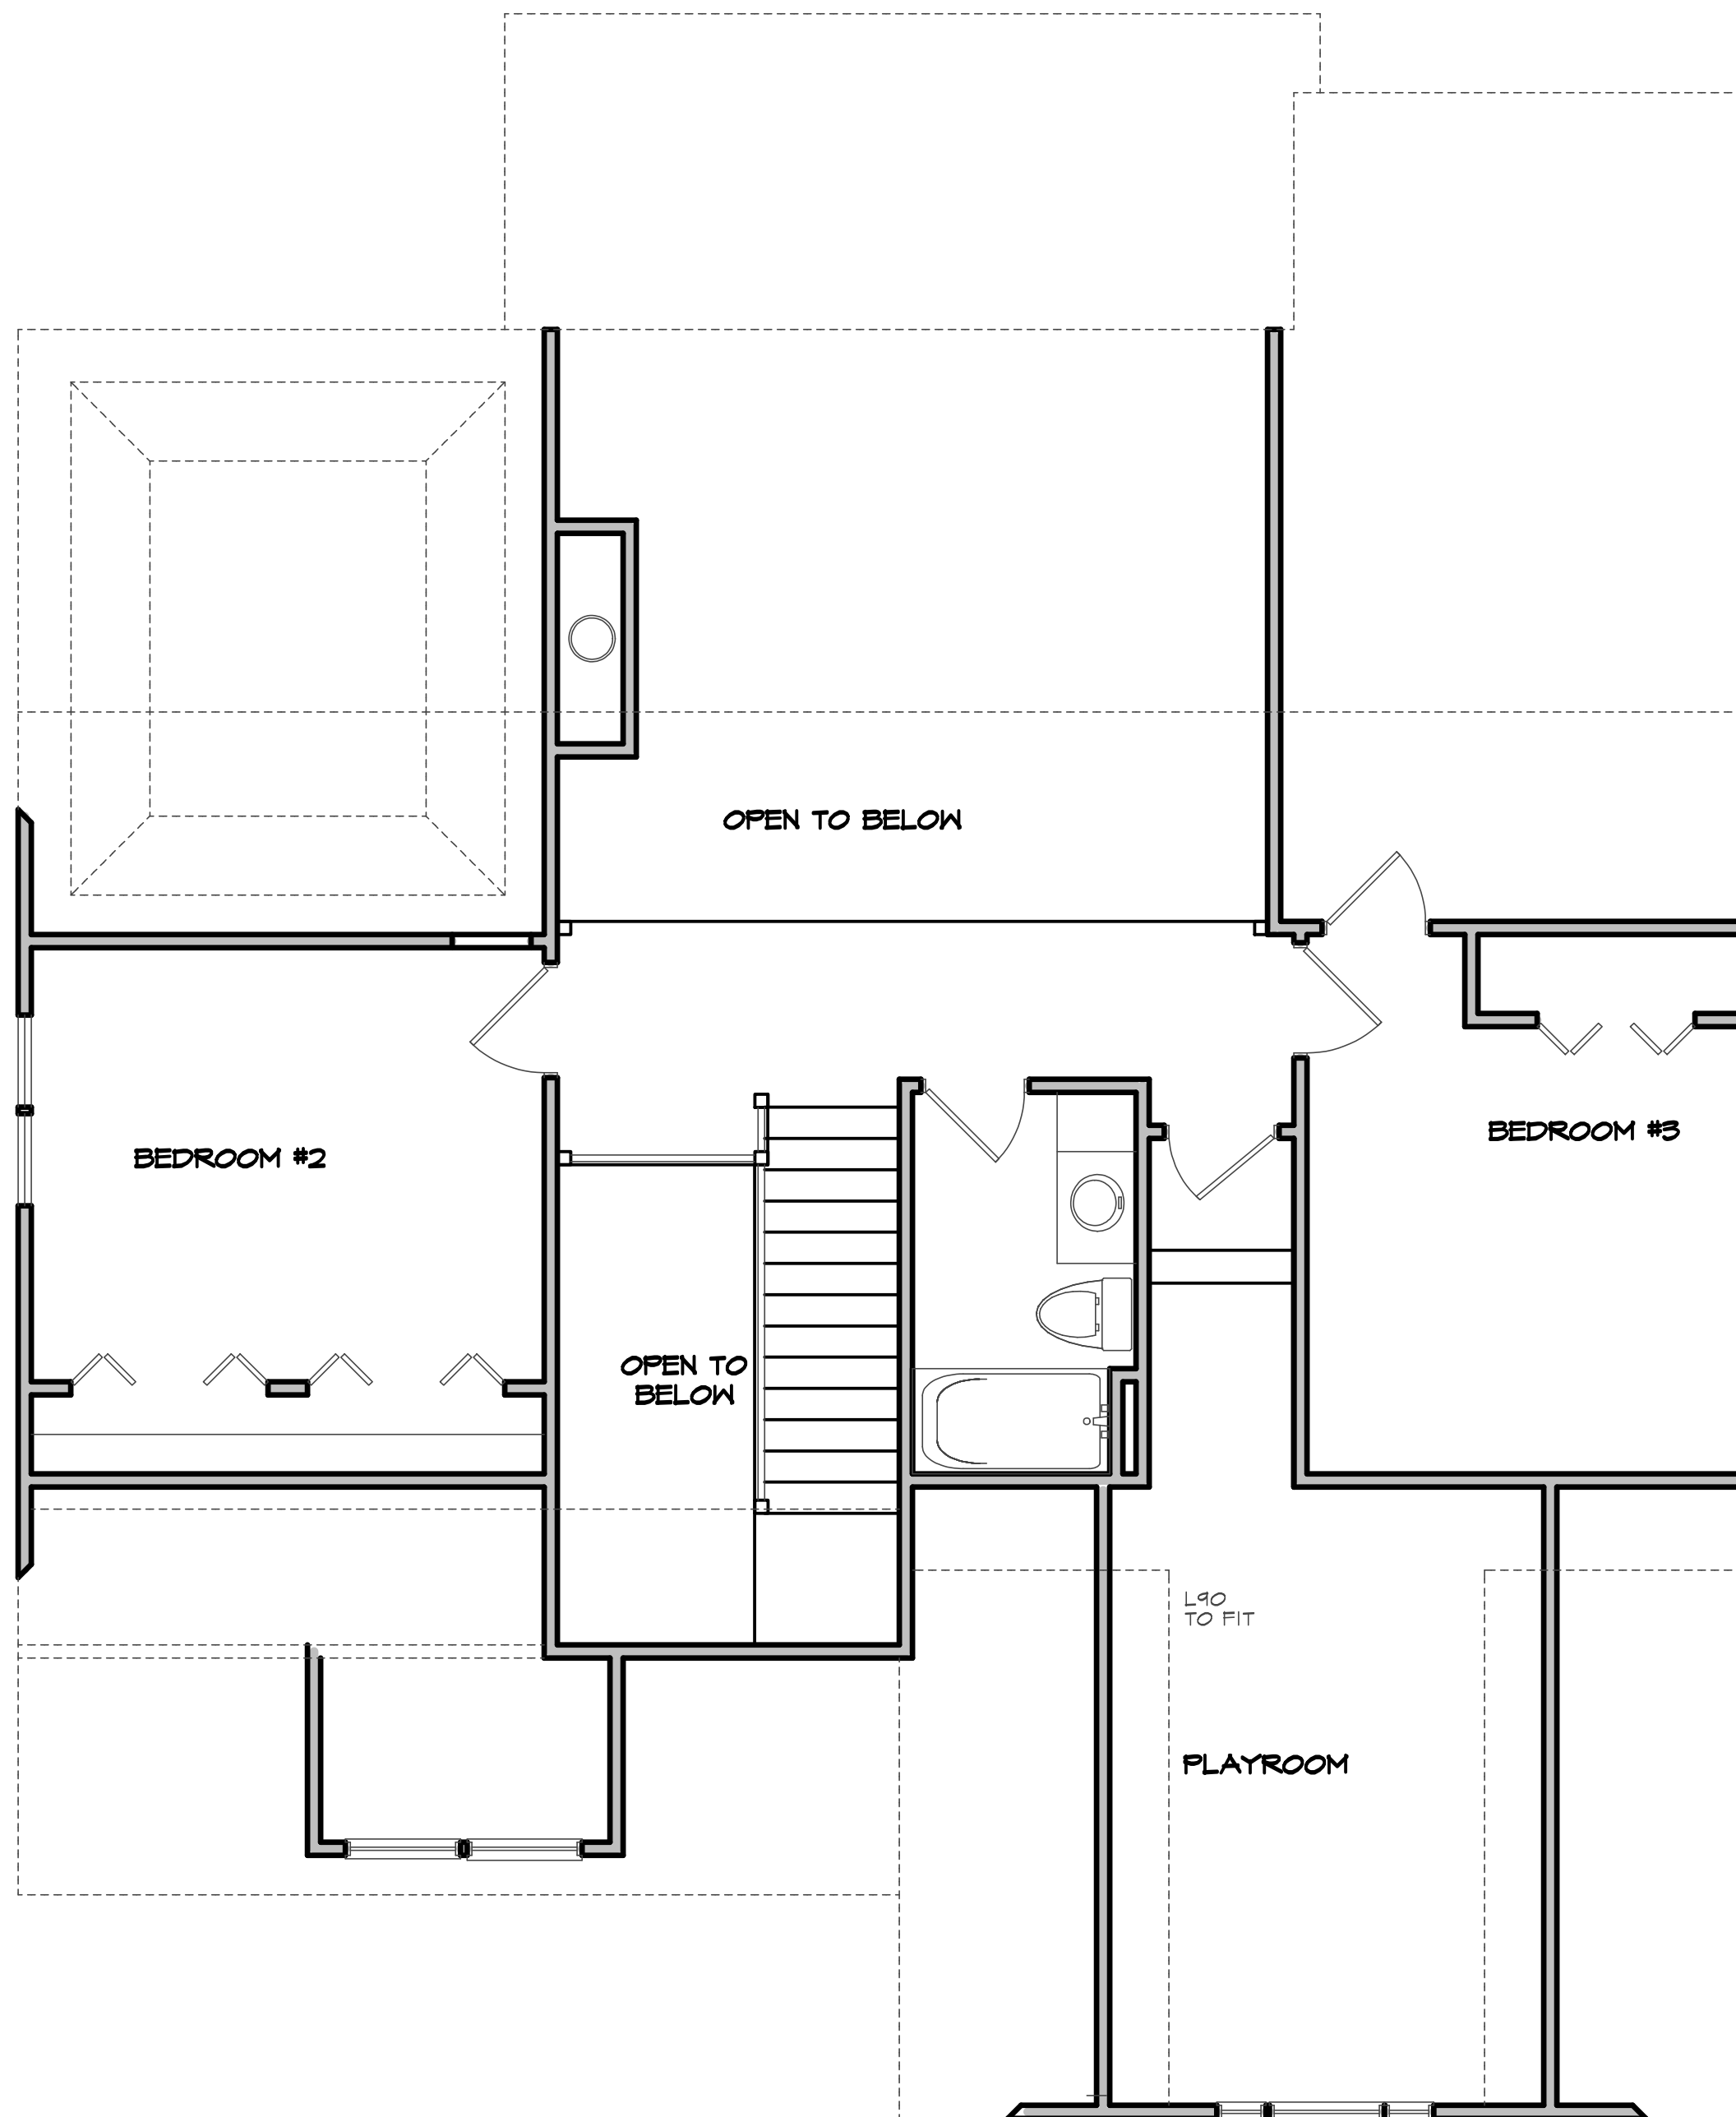 OPEN TO BELOW
BEDROOM #2
BEDROOM #3
OPEN TO
BELOW
L90
TO FIT
PLAYROOM